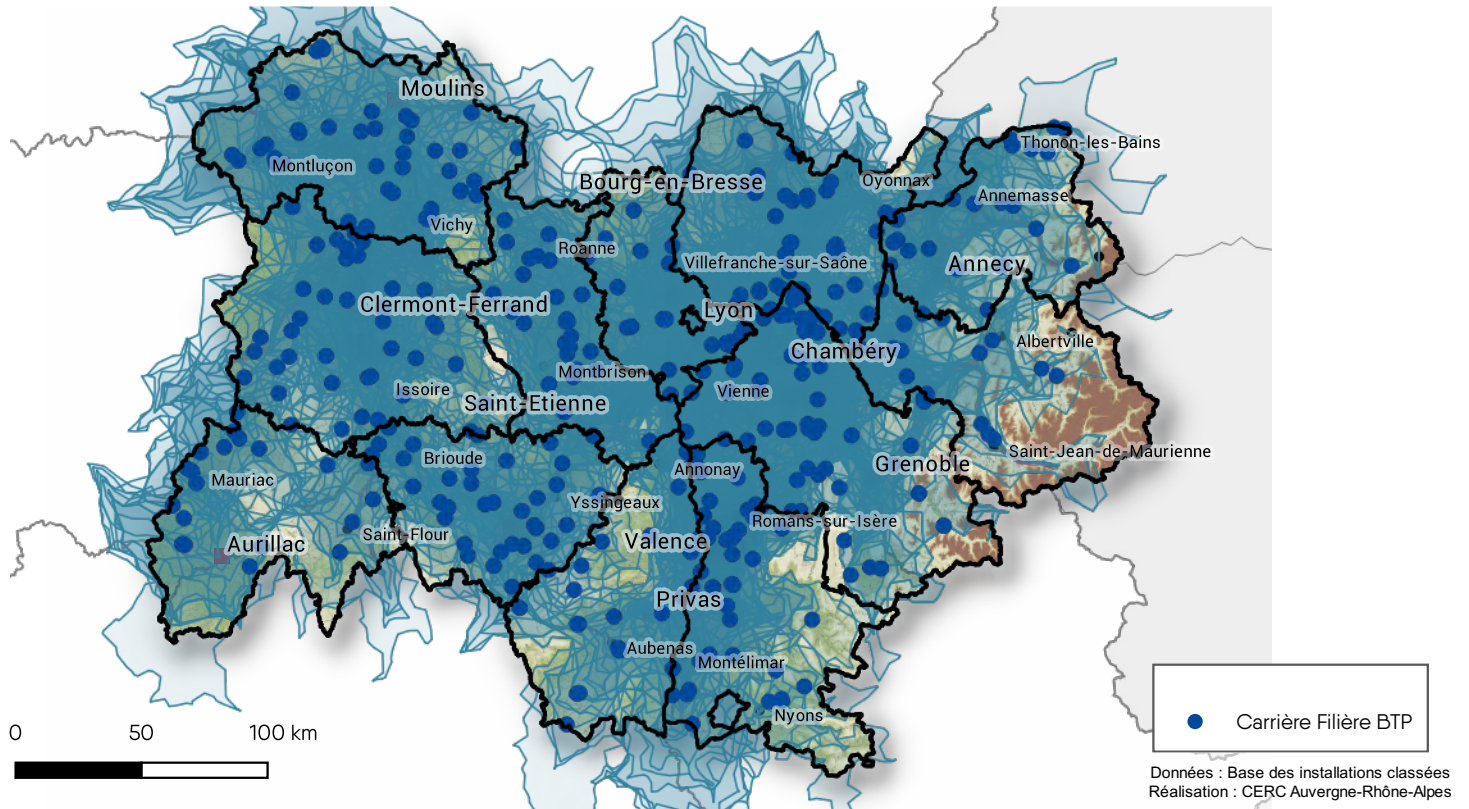 Moulins
Montluçon
Thonon-les-Bains
Bourg-en-Bresse
Oyonnax
Annemasse
Vichy
Roanne
Villefranche-sur-Saône
Annecy
Clermont-Ferrand
Lyon
Albertville
Chambéry
Montbrison
Issoire
Vienne
Saint-Etienne
Saint-Jean-de-Maurienne
Brioude
Annonay
Grenoble
Mauriac
Yssingeaux
Romans-sur-Isère
Saint-Flour
Aurillac
Valence
Privas
Aubenas
Montélimar
Nyons
0 50 100 km
Carrière Filière BTP
Données : Base des installations classées
Réalisation : CERC Auvergne-Rhône-Alpes